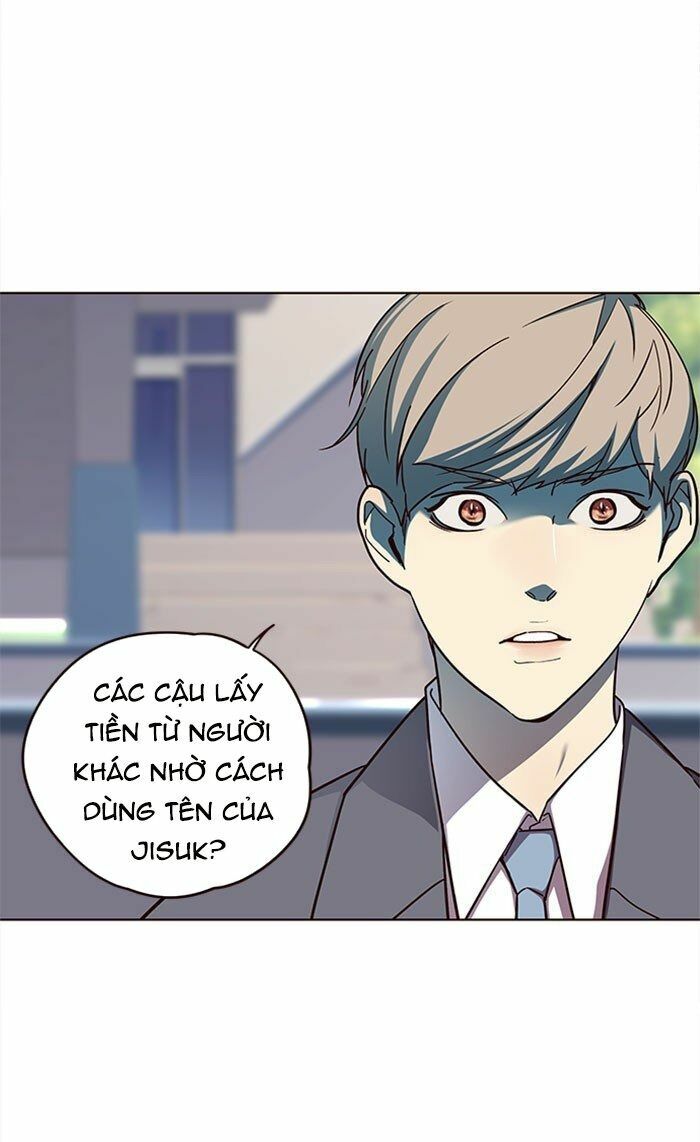 CÁC CẬU LẤY
TIỀN TỪ NGƯỜI
KHÁC NHỜ CÁCH
DÙNG TÊN CỦA
JISUK?